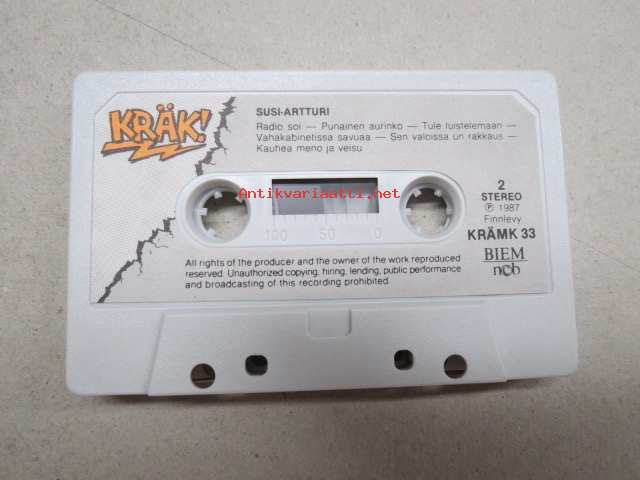 KRÄK!
SUSI-ARTTURI
Radio soi — Punainen aurinko — Tule luistelemaan —
Vahakabinetissa savuaa — Sen valoissa un rakkaus —
Kauhea meno ja veisu
Antikvariaatti.net
2
STEREO
Ⓟ 1987
Finnlevy
KRÄMK 33
100 50 0
BIEM
ncb
All rights of the producer and the owner of the work reproduced
reserved. Unauthorized copying, hiring, lending, public performance
and broadcasting of this recording prohibited.